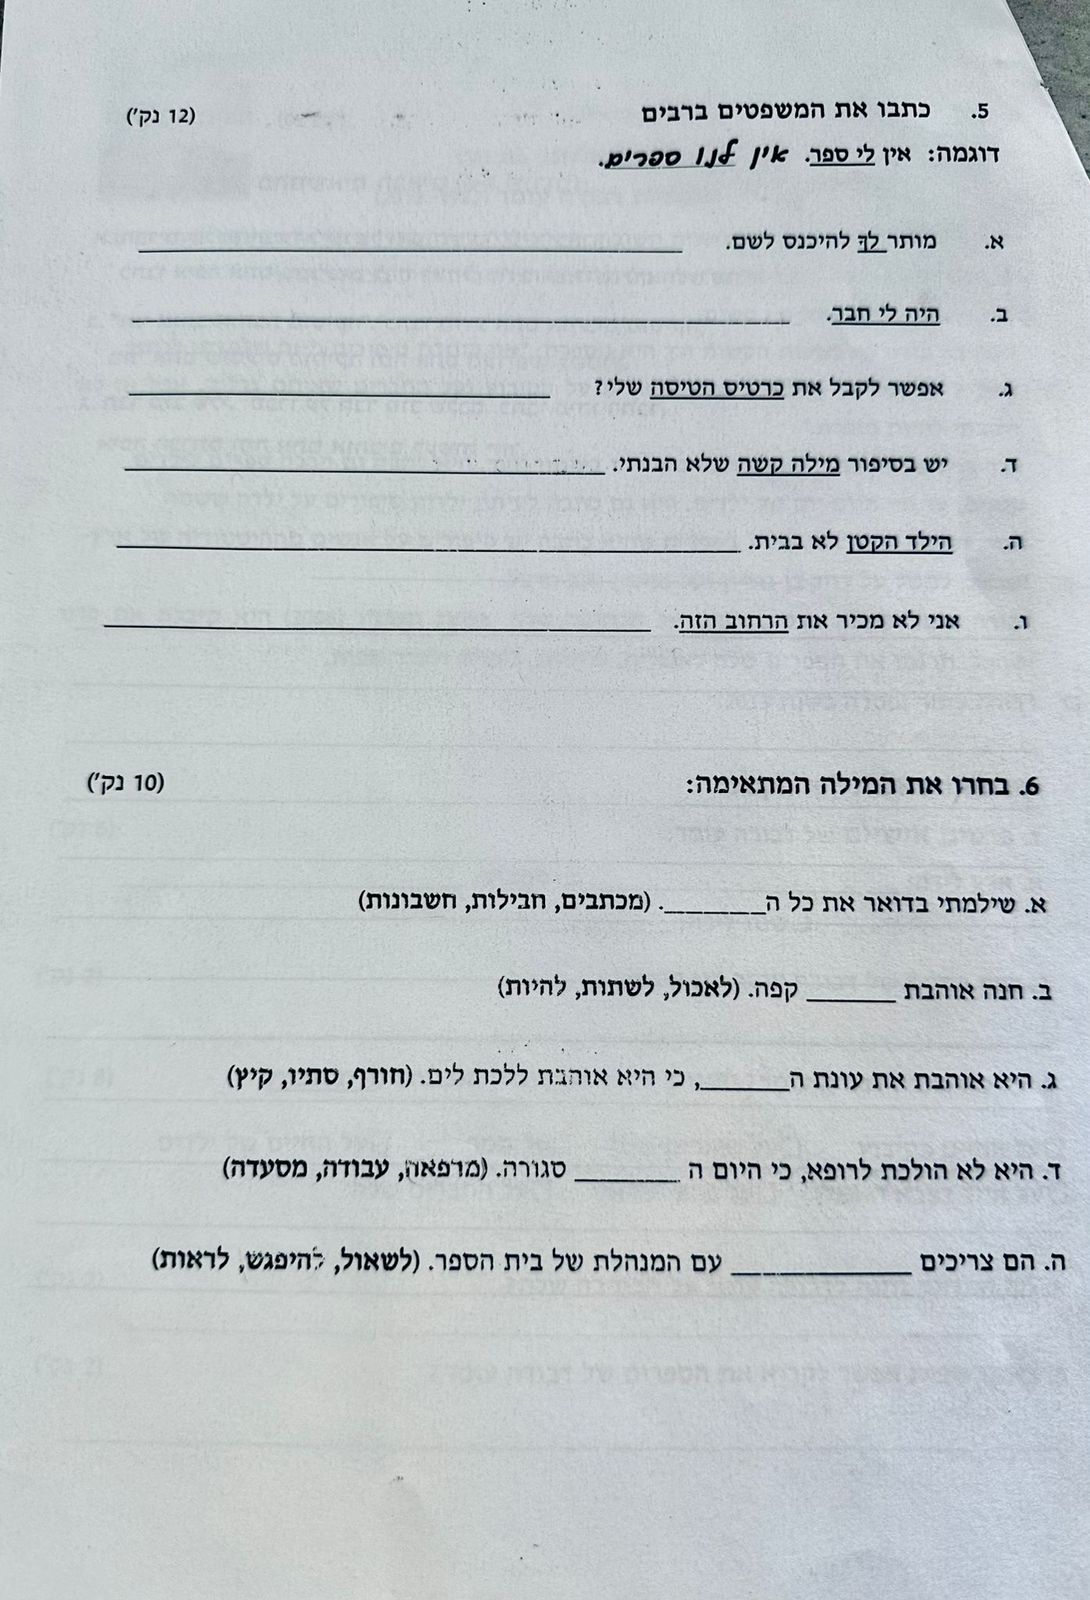 5. כתבו את המשפטים ברבים (12 נק')
דוגמה: אין לי ספר. אין לנו ספרים.
א. מותר לך להיכנס לשם. ____________
ב. היה לי חבר. ____________
ג. אפשר לקבל את כרטיס הטיסה שלי? ____________
ד. יש בסיפור מילה קשה שלא הבנתי. ____________
ה. הילד הקטן לא בבית. ____________
ו. אני לא מכיר את הרחוב הזה. ____________
6. בחרו את המילה המתאימה: (10 נק')
א. שילמתי בדואר את כל ה_______. (מכתבים, חבילות, חשבונות)
ב. חנה אוהבת ______ קפה. (לאכול, לשתות, להיות)
ג. היא אוהבת את עונת ה______, כי היא אוהבת ללכת לים. (חורף, סתיו, קיץ)
ד. היא לא הולכת לרופא, כי היום ה _______ סגורה. (מרפאה, עבודה, מסעדה)
ה. הם צריכים ____________ עם המנהלת של בית הספר. (לשאול, להיפגש, לראות)